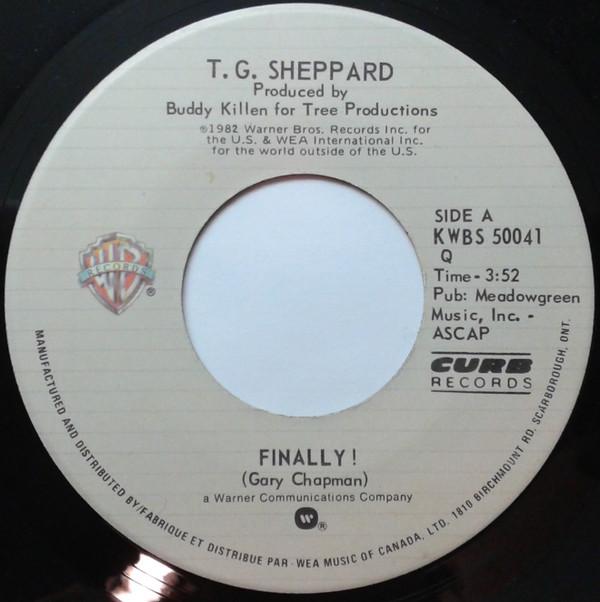 T. G. SHEPPARD
Produced by
Buddy Killen for Tree Productions
℗1982 Warner Bros. Records Inc. for
the U.S. & WEA International Inc.
for the world outside of the U.S.
WB
RECORDS
®
SIDE A
KWBS 50041
Q
Time - 3:52
Pub: Meadowgreen
Music, Inc. -
ASCAP
CURB
RECORDS
FINALLY!
(Gary Chapman)
a Warner Communications Company
®
MANUFACTURED AND DISTRIBUTED BY/FABRIQUE ET DISTRIBUE PAR - WEA MUSIC OF CANADA, LTD. 1810 BIRCHMOUNT RD. SCARBOROUGH, ONT.